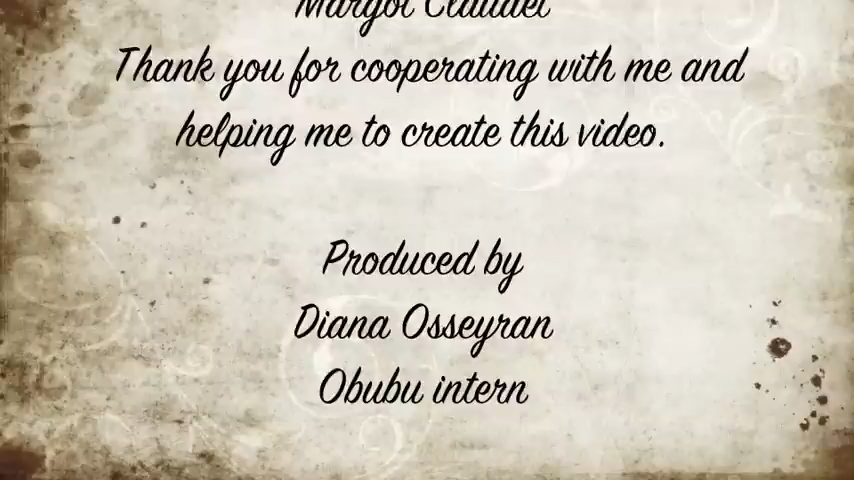 Margot Claudel
Thank you for cooperating with me and
helping me to create this video.
Produced by
Diana Osseyran
Obubu intern